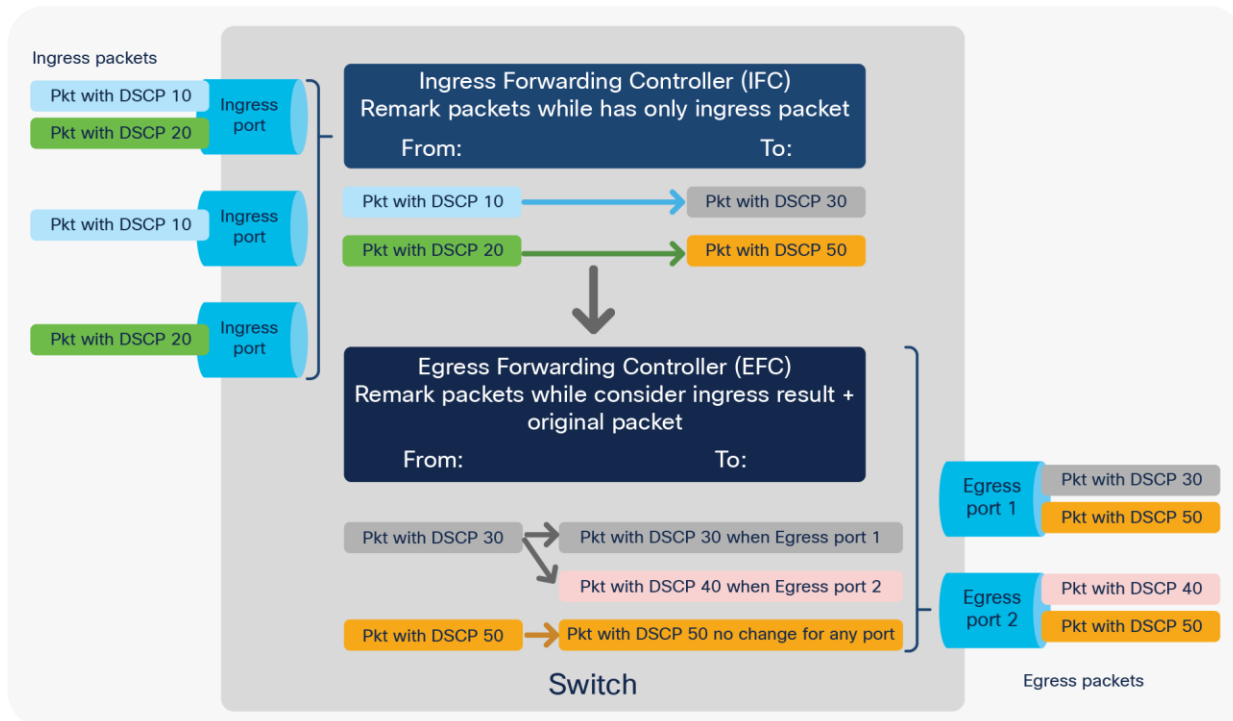 Ingress packets
Pkt with DSCP 10
Pkt with DSCP 20
Ingress
port
Pkt with DSCP 10
Ingress
port
Pkt with DSCP 20
Ingress
port
Ingress Forwarding Controller (IFC)
Remark packets while has only ingress packet
From: To:
Pkt with DSCP 10 Pkt with DSCP 30
Pkt with DSCP 20 Pkt with DSCP 50
Egress Forwarding Controller (EFC)
Remark packets while consider ingress result +
original packet
From: To:
Pkt with DSCP 30 Pkt with DSCP 30 when Egress port 1
Pkt with DSCP 40 when Egress port 2
Pkt with DSCP 50 Pkt with DSCP 50 no change for any port
Switch
Egress
port 1
Pkt with DSCP 30
Pkt with DSCP 50
Egress
port 2
Pkt with DSCP 40
Pkt with DSCP 50
Egress packets